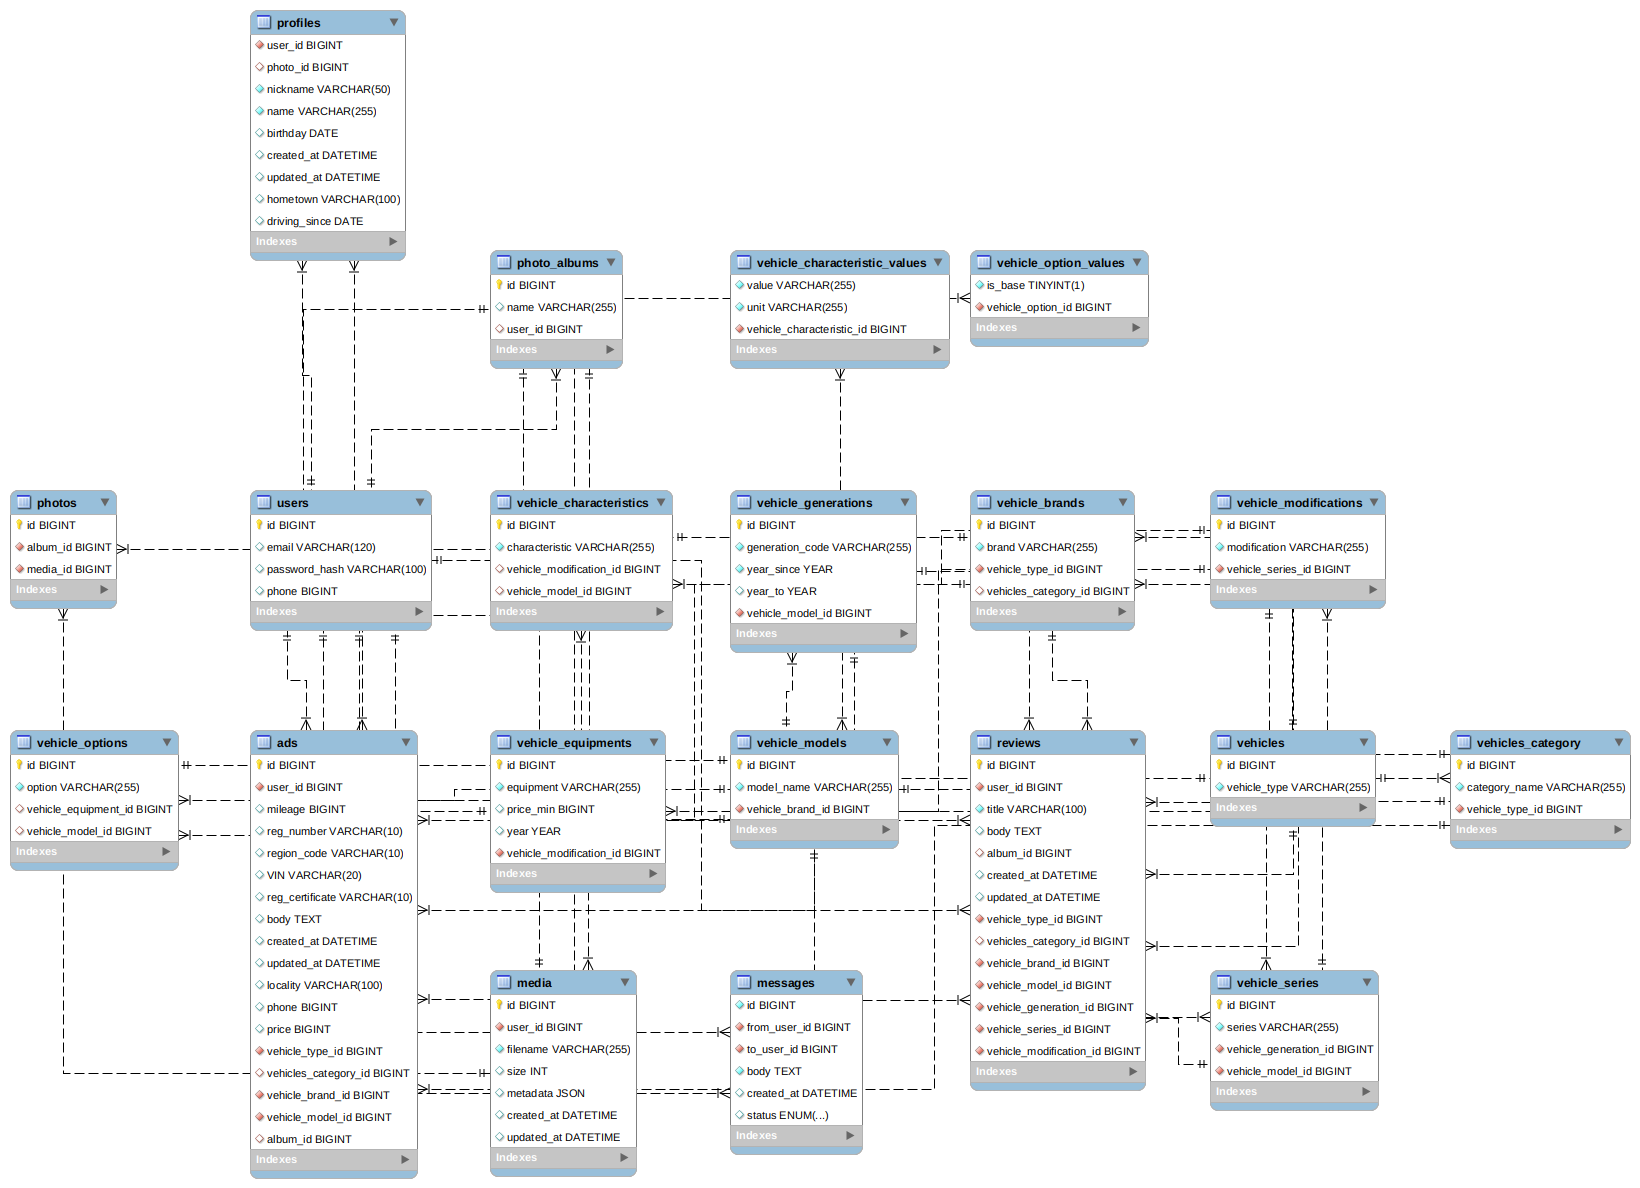 profiles
user_id BIGINT
photo_id BIGINT
nickname VARCHAR(50)
name VARCHAR(255)
birthday DATE
created_at DATETIME
updated_at DATETIME
hometown VARCHAR(100)
driving_since DATE
Indexes
photo_albums
id BIGINT
name VARCHAR(255)
user_id BIGINT
Indexes
vehicle_characteristic_values
value VARCHAR(255)
unit VARCHAR(255)
vehicle_characteristic_id BIGINT
Indexes
vehicle_option_values
is_base TINYINT(1)
vehicle_option_id BIGINT
Indexes
photos
id BIGINT
album_id BIGINT
media_id BIGINT
Indexes
users
id BIGINT
email VARCHAR(120)
password_hash VARCHAR(100)
phone BIGINT
Indexes
vehicle_characteristics
id BIGINT
characteristic VARCHAR(255)
vehicle_modification_id BIGINT
vehicle_model_id BIGINT
Indexes
vehicle_generations
id BIGINT
generation_code VARCHAR(255)
year_since YEAR
year_to YEAR
vehicle_model_id BIGINT
Indexes
vehicle_brands
id BIGINT
brand VARCHAR(255)
vehicle_type_id BIGINT
vehicles_category_id BIGINT
Indexes
vehicle_modifications
id BIGINT
modification VARCHAR(255)
vehicle_series_id BIGINT
Indexes
vehicle_options
id BIGINT
option VARCHAR(255)
vehicle_equipment_id BIGINT
vehicle_model_id BIGINT
Indexes
ads
id BIGINT
user_id BIGINT
mileage BIGINT
reg_number VARCHAR(10)
region_code VARCHAR(10)
VIN VARCHAR(20)
reg_certificate VARCHAR(10)
body TEXT
created_at DATETIME
updated_at DATETIME
locality VARCHAR(100)
phone BIGINT
price BIGINT
vehicle_type_id BIGINT
vehicles_category_id BIGINT
vehicle_brand_id BIGINT
vehicle_model_id BIGINT
album_id BIGINT
Indexes
vehicle_equipments
id BIGINT
equipment VARCHAR(255)
price_min BIGINT
year YEAR
vehicle_modification_id BIGINT
Indexes
vehicle_models
id BIGINT
model_name VARCHAR(255)
vehicle_brand_id BIGINT
Indexes
reviews
id BIGINT
user_id BIGINT
title VARCHAR(100)
body TEXT
album_id BIGINT
created_at DATETIME
updated_at DATETIME
vehicle_type_id BIGINT
vehicles_category_id BIGINT
vehicle_brand_id BIGINT
vehicle_model_id BIGINT
vehicle_generation_id BIGINT
vehicle_series_id BIGINT
vehicle_modification_id BIGINT
Indexes
vehicles
id BIGINT
vehicle_type VARCHAR(255)
Indexes
vehicles_category
id BIGINT
category_name VARCHAR(255)
vehicle_type_id BIGINT
Indexes
media
id BIGINT
user_id BIGINT
filename VARCHAR(255)
size INT
metadata JSON
created_at DATETIME
updated_at DATETIME
Indexes
messages
id BIGINT
from_user_id BIGINT
to_user_id BIGINT
body TEXT
created_at DATETIME
status ENUM(...)
Indexes
vehicle_series
id BIGINT
series VARCHAR(255)
vehicle_generation_id BIGINT
vehicle_model_id BIGINT
Indexes